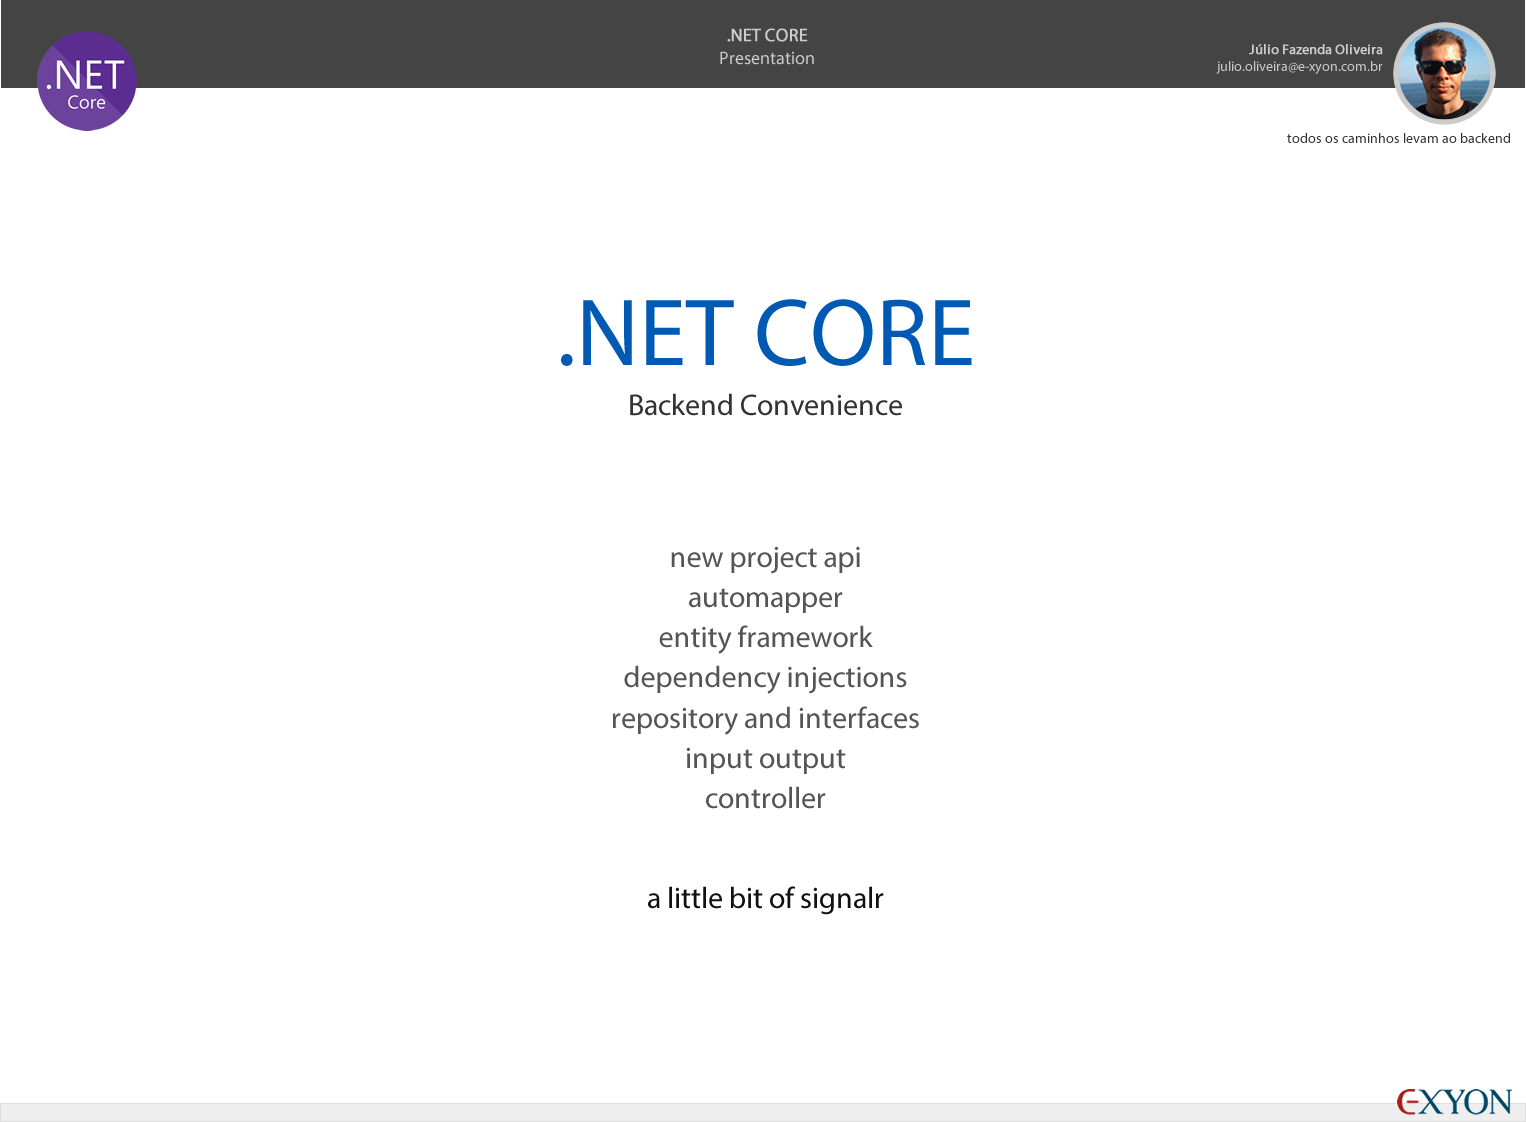 .NET
Core
.NET CORE
Presentation
Júlio Fazenda Oliveira
julio.oliveira@e-xyon.com.br
todos os caminhos levam ao backend
.NET CORE
Backend Convenience
new project api
automapper
entity framework
dependency injections
repository and interfaces
input output
controller
a little bit of signalr
e-XYON